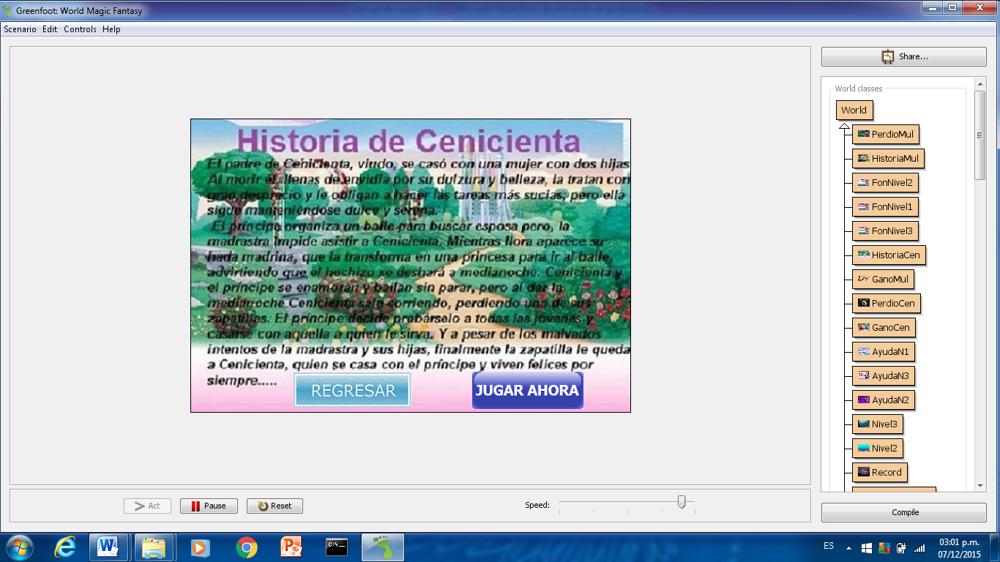 Greenfoot: World Magic Fantasy
Scenario Edit Controls Help
Share...
World classes
World
PerdioMul
HistoriaMul
FonNivel2
FonNivel1
FonNivel3
HistoriaCen
GanoMul
PerdioCen
GanoCen
AyudaN1
AyudaN3
AyudaN2
Nivel3
Nivel2
Record
Historia de Cenicienta
El padre de Cenicienta, viudo, se casó con una mujer con dos hijas
Al morir él, llenas de envidia por su dulzura y belleza, la tratan con
gran desprecio y le obligan a hacer las tareas más sucias; pero ella
sigue manteniéndose dulce y serena.
El príncipe organiza un baile para buscar esposa pero, la
madrastra impide asistir a Cenicienta. Mientras llora aparece su
hada madrina, que la transforma en una princesa para ir al baile,
advirtiendo que el hechizo se deshará a medianoche. Cenicienta y
el príncipe se enamoran y bailan sin parar, pero al dar la
medianoche Cenicienta sale corriendo, perdiendo una de sus
zapatillas. El príncipe decide probárselo a todas las jóvenes y
casarse con aquella a quien le sirva. Y a pesar de los malvados
intentos de la madrastra y sus hijas, finalmente la zapatilla le queda
a Cenicienta, quien se casa con el príncipe y viven felices por
siempre.....
REGRESAR
JUGAR AHORA
Act Pause Reset Speed:
Compile
ES
03:01 p.m.
07/12/2015